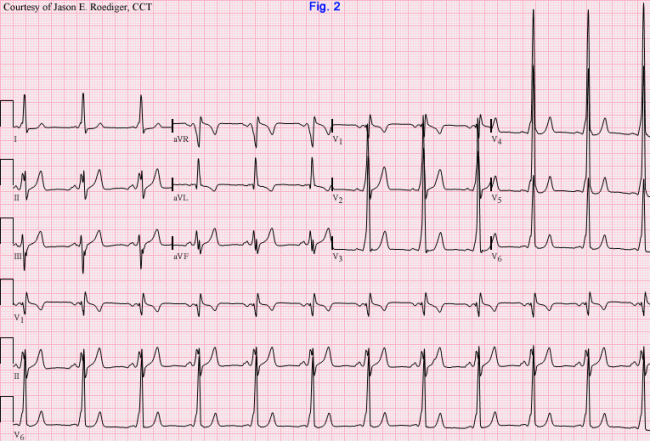 Courtesy of Jason E. Roediger, CCT
Fig. 2
I
aVR
V1
V4
II
aVL
V2
V5
III
aVF
V3
V6
V1
II
V6